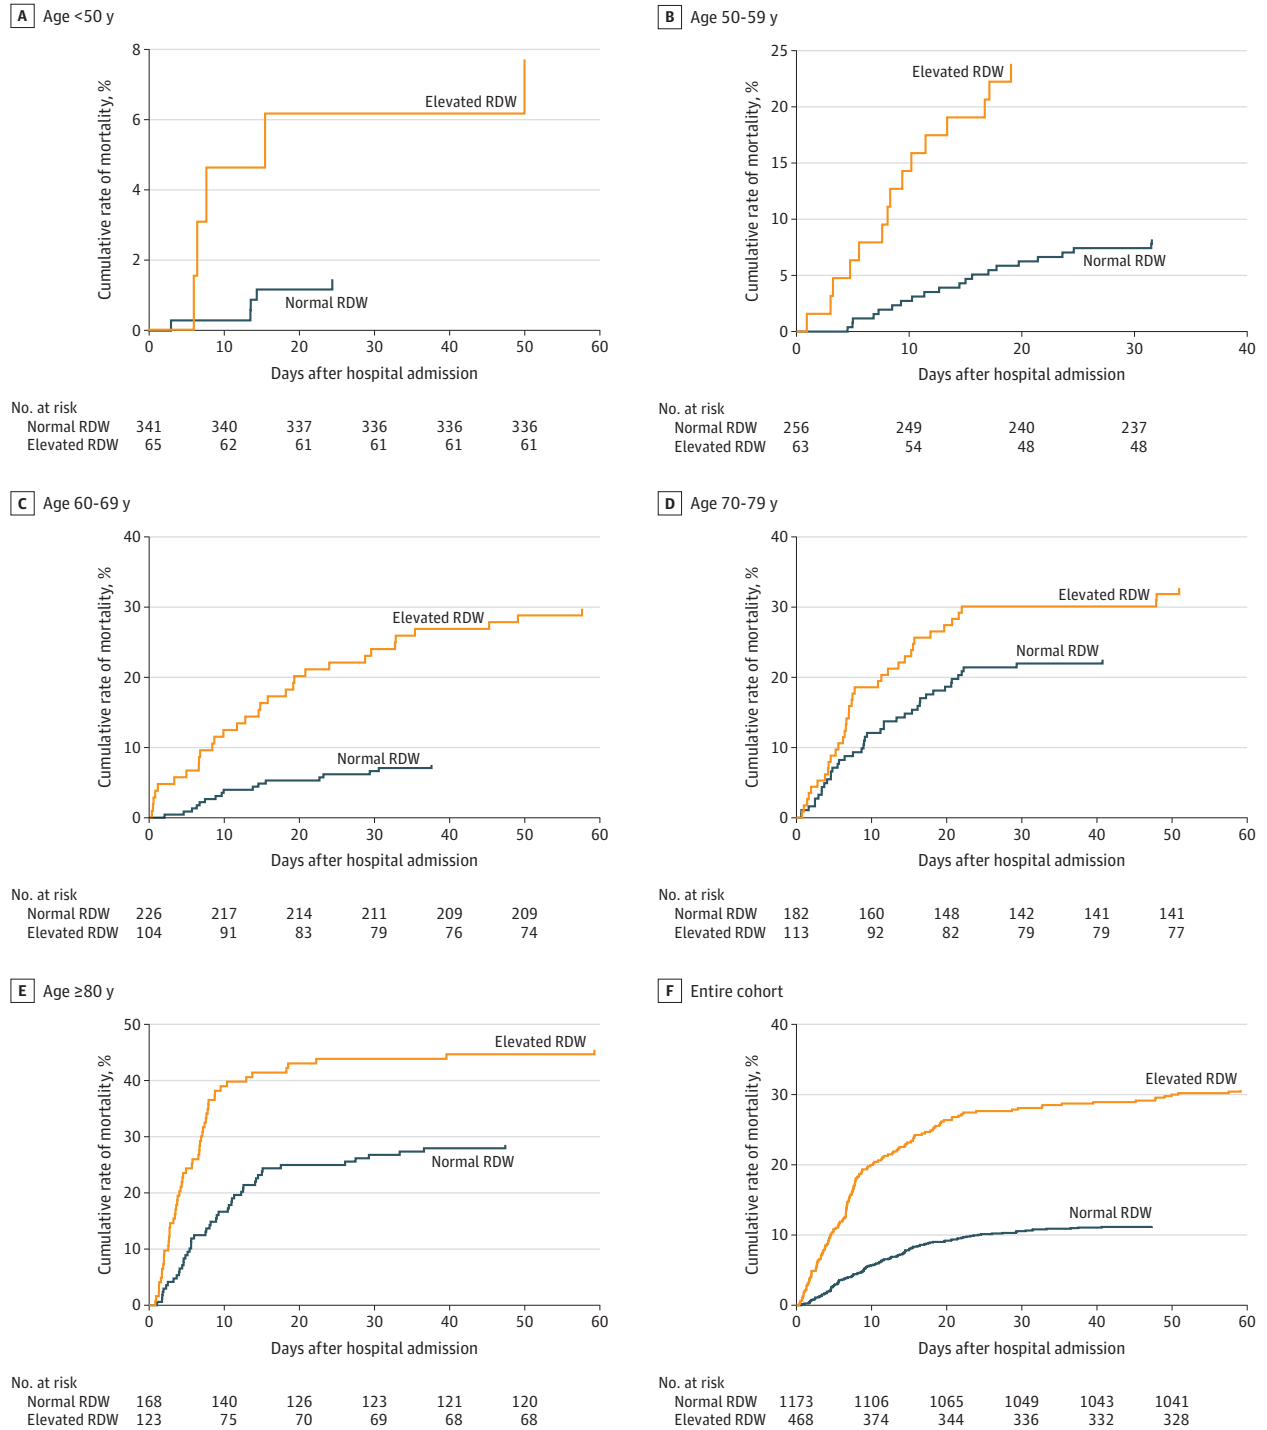 A Age <50 y
Cumulative rate of mortality, %
8
6
4
2
0
Elevated RDW
Normal RDW
0 10 20 30 40 50 60
Days after hospital admission
No. at risk
Normal RDW 341 340 337 336 336 336
Elevated RDW 65 62 61 61 61 61
B Age 50-59 y
Cumulative rate of mortality, %
25
20
15
10
5
0
Elevated RDW
Normal RDW
0 10 20 30 40
Days after hospital admission
No. at risk
Normal RDW 256 249 240 237
Elevated RDW 63 54 48 48
C Age 60-69 y
Cumulative rate of mortality, %
40
30
20
10
0
Elevated RDW
Normal RDW
0 10 20 30 40 50 60
Days after hospital admission
No. at risk
Normal RDW 226 217 214 211 209 209
Elevated RDW 104 91 83 79 76 74
D Age 70-79 y
Cumulative rate of mortality, %
40
30
20
10
0
Elevated RDW
Normal RDW
0 10 20 30 40 50 60
Days after hospital admission
No. at risk
Normal RDW 182 160 148 142 141 141
Elevated RDW 113 92 82 79 79 77
E Age ≥80 y
Cumulative rate of mortality, %
50
40
30
20
10
0
Elevated RDW
Normal RDW
0 10 20 30 40 50 60
Days after hospital admission
No. at risk
Normal RDW 168 140 126 123 121 120
Elevated RDW 123 75 70 69 68 68
F Entire cohort
Cumulative rate of mortality, %
40
30
20
10
0
Elevated RDW
Normal RDW
0 10 20 30 40 50 60
Days after hospital admission
No. at risk
Normal RDW 1173 1106 1065 1049 1043 1041
Elevated RDW 468 374 344 336 332 328